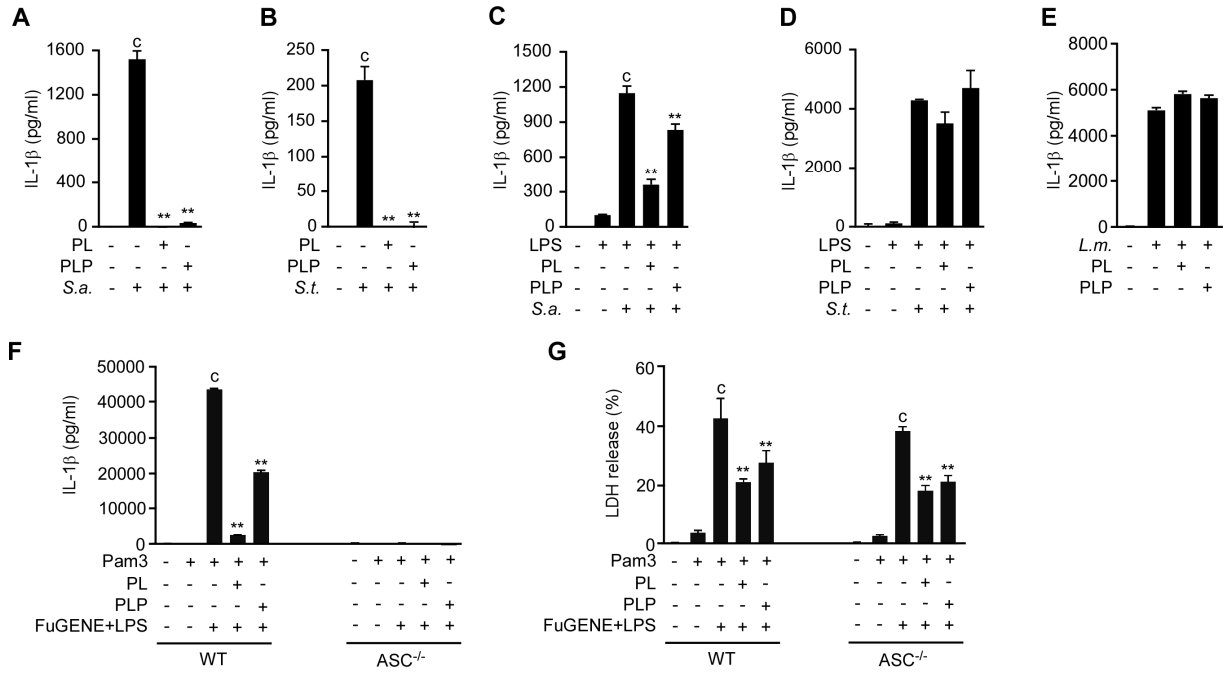 A
IL-1β (pg/ml)
1600
1200
800
400
0
C
**
**
PL - - + -
PLP - - - +
S.a. - + + +
B
IL-1β (pg/ml)
250
200
150
100
50
0
C
**
**
PL - - + -
PLP - - - +
S.t. - + + +
C
IL-1β (pg/ml)
1500
1200
900
600
300
0
C
**
**
LPS - + + + +
PL - - - + -
PLP - - - - +
S.a. - - + + +
D
IL-1β (pg/ml)
6000
4000
2000
0
LPS - + + + +
PL - - - + -
PLP - - - - +
S.t. - - + + +
E
IL-1β (pg/ml)
8000
6000
4000
2000
0
L.m. - + + +
PL - - + -
PLP - - - +
F
IL-1β (pg/ml)
50000
40000
30000
20000
10000
0
C
**
**
Pam3 - + + + + - + + + +
PL - - - + - - - - + -
PLP - - - - + - - - - +
FuGENE+LPS - - + + + - - + + +
WT ASC-/-
G
LDH release (%)
60
40
20
0
C
**
**
C
**
**
Pam3 - + + + + - + + + +
PL - - - + - - - - + -
PLP - - - - + - - - - +
FuGENE+LPS - - + + + - - + + +
WT ASC-/-